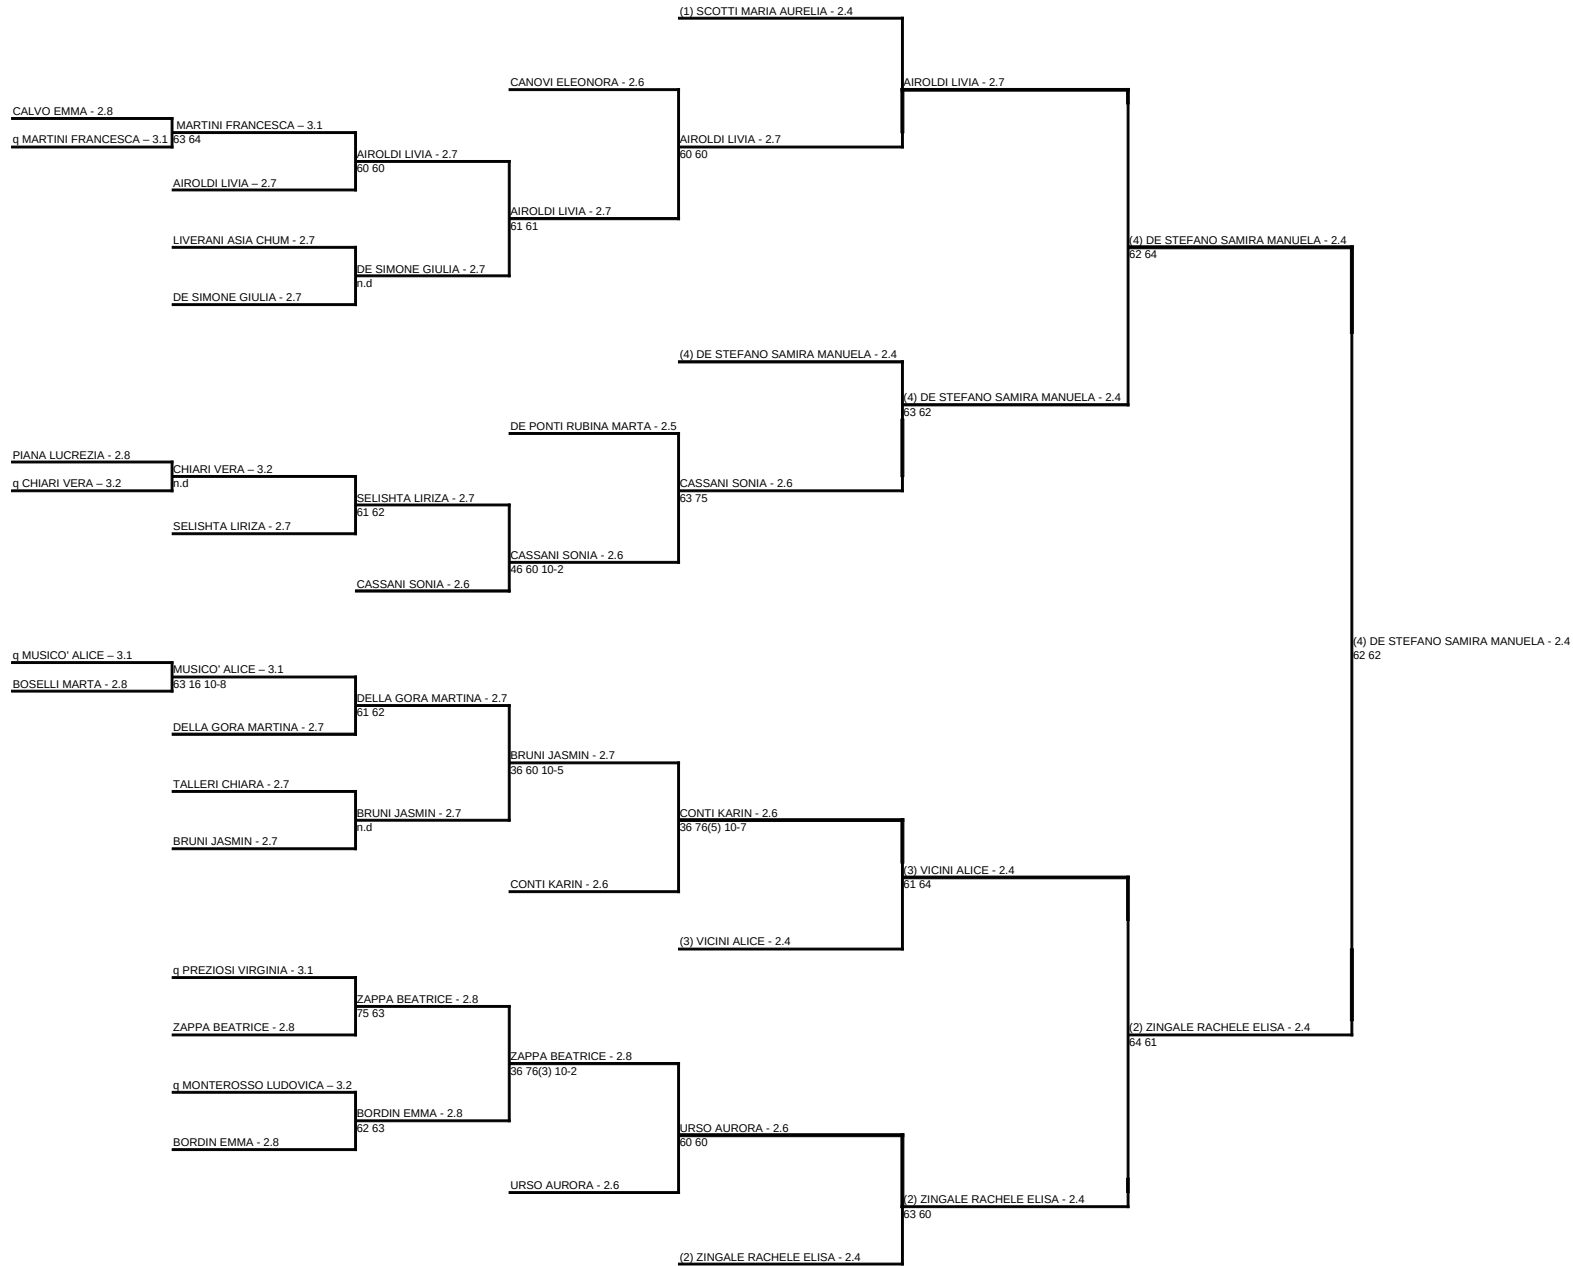 (1) SCOTTI MARIA AURELIA - 2.4
CANOVI ELEONORA - 2.6
AIROLDI LIVIA - 2.7
CALVO EMMA - 2.8
MARTINI FRANCESCA – 3.1
q MARTINI FRANCESCA – 3.1
63 64
AIROLDI LIVIA - 2.7
60 60
AIROLDI LIVIA - 2.7
60 60
AIROLDI LIVIA – 2.7
AIROLDI LIVIA - 2.7
61 61
LIVERANI ASIA CHUM - 2.7
(4) DE STEFANO SAMIRA MANUELA - 2.4
62 64
DE SIMONE GIULIA - 2.7
n.d
DE SIMONE GIULIA - 2.7
(4) DE STEFANO SAMIRA MANUELA - 2.4
(4) DE STEFANO SAMIRA MANUELA - 2.4
63 62
DE PONTI RUBINA MARTA - 2.5
PIANA LUCREZIA - 2.8
CHIARI VERA – 3.2
q CHIARI VERA – 3.2
n.d
CASSANI SONIA - 2.6
63 75
SELISHTA LIRIZA - 2.7
61 62
SELISHTA LIRIZA - 2.7
CASSANI SONIA - 2.6
46 60 10-2
CASSANI SONIA - 2.6
(4) DE STEFANO SAMIRA MANUELA - 2.4
62 62
q MUSICO' ALICE – 3.1
MUSICO' ALICE – 3.1
BOSELLI MARTA - 2.8
63 16 10-8
DELLA GORA MARTINA - 2.7
61 62
DELLA GORA MARTINA - 2.7
BRUNI JASMIN - 2.7
36 60 10-5
TALLERI CHIARA - 2.7
BRUNI JASMIN - 2.7
n.d
CONTI KARIN - 2.6
36 76(5) 10-7
BRUNI JASMIN - 2.7
(3) VICINI ALICE - 2.4
61 64
CONTI KARIN - 2.6
(3) VICINI ALICE - 2.4
q PREZIOSI VIRGINIA - 3.1
ZAPPA BEATRICE - 2.8
75 63
ZAPPA BEATRICE - 2.8
(2) ZINGALE RACHELE ELISA - 2.4
64 61
ZAPPA BEATRICE - 2.8
36 76(3) 10-2
q MONTEROSSO LUDOVICA – 3.2
BORDIN EMMA - 2.8
62 63
URSO AURORA - 2.6
60 60
BORDIN EMMA - 2.8
URSO AURORA - 2.6
(2) ZINGALE RACHELE ELISA - 2.4
63 60
(2) ZINGALE RACHELE ELISA - 2.4